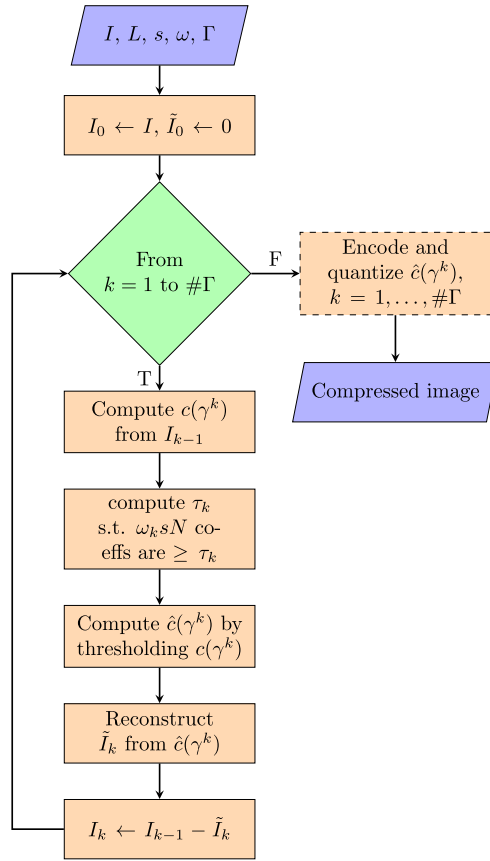 I, L, s, ω, Γ
I₀ ← I, Ĩ₀ ← 0
From
k = 1 to #Γ
F
Encode and
quantize ĉ(γᵏ),
k = 1, . . . , #Γ
T
Compressed image
Compute c(γᵏ)
from Iₖ₋₁
compute τₖ
s.t. ωₖsN co-
effs are ≥ τₖ
Compute ĉ(γᵏ) by
thresholding c(γᵏ)
Reconstruct
Ĩₖ from ĉ(γᵏ)
Iₖ ← Iₖ₋₁ − Ĩₖ